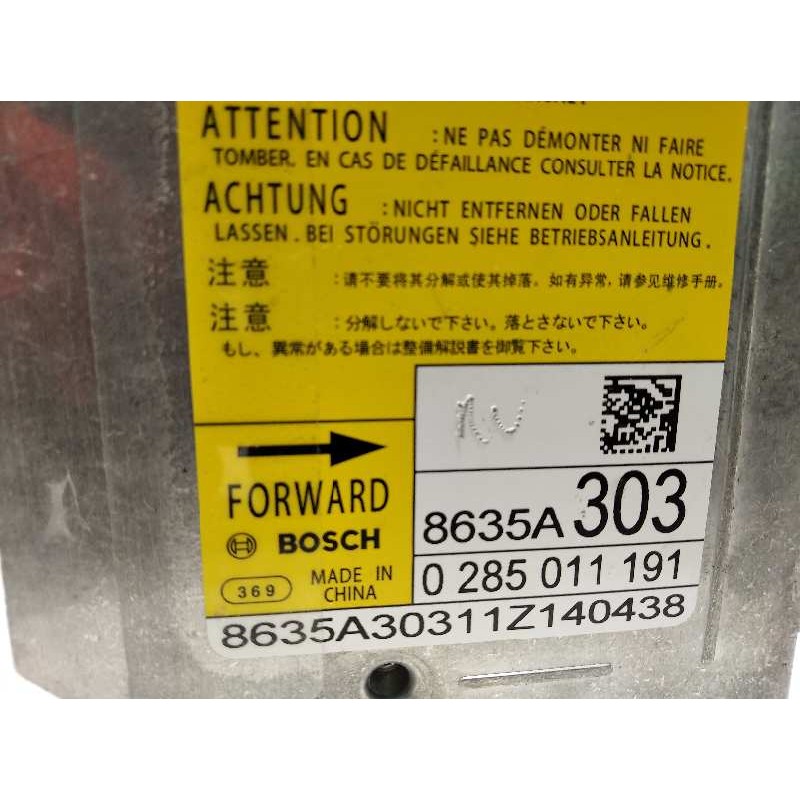 ATTENTION : NE PAS DÉMONTER NI FAIRE
TOMBER. EN CAS DE DÉFAILLANCE CONSULTER LA NOTICE.
ACHTUNG : NICHT ENTFERNEN ODER FALLEN
LASSEN. BEI STÖRUNGEN SIEHE BETRIEBSANLEITUNG.
注意 : 请不要将其分解或使其掉落。如有异常,请参见维修手册。
注意 : 分解しないで下さい。落とさないで下さい。
もし、異常がある場合は整備解説書を御覧下さい。
FORWARD
BOSCH
369
MADE IN
CHINA
8635A 303
0 285 011 191
8635A30311Z140438